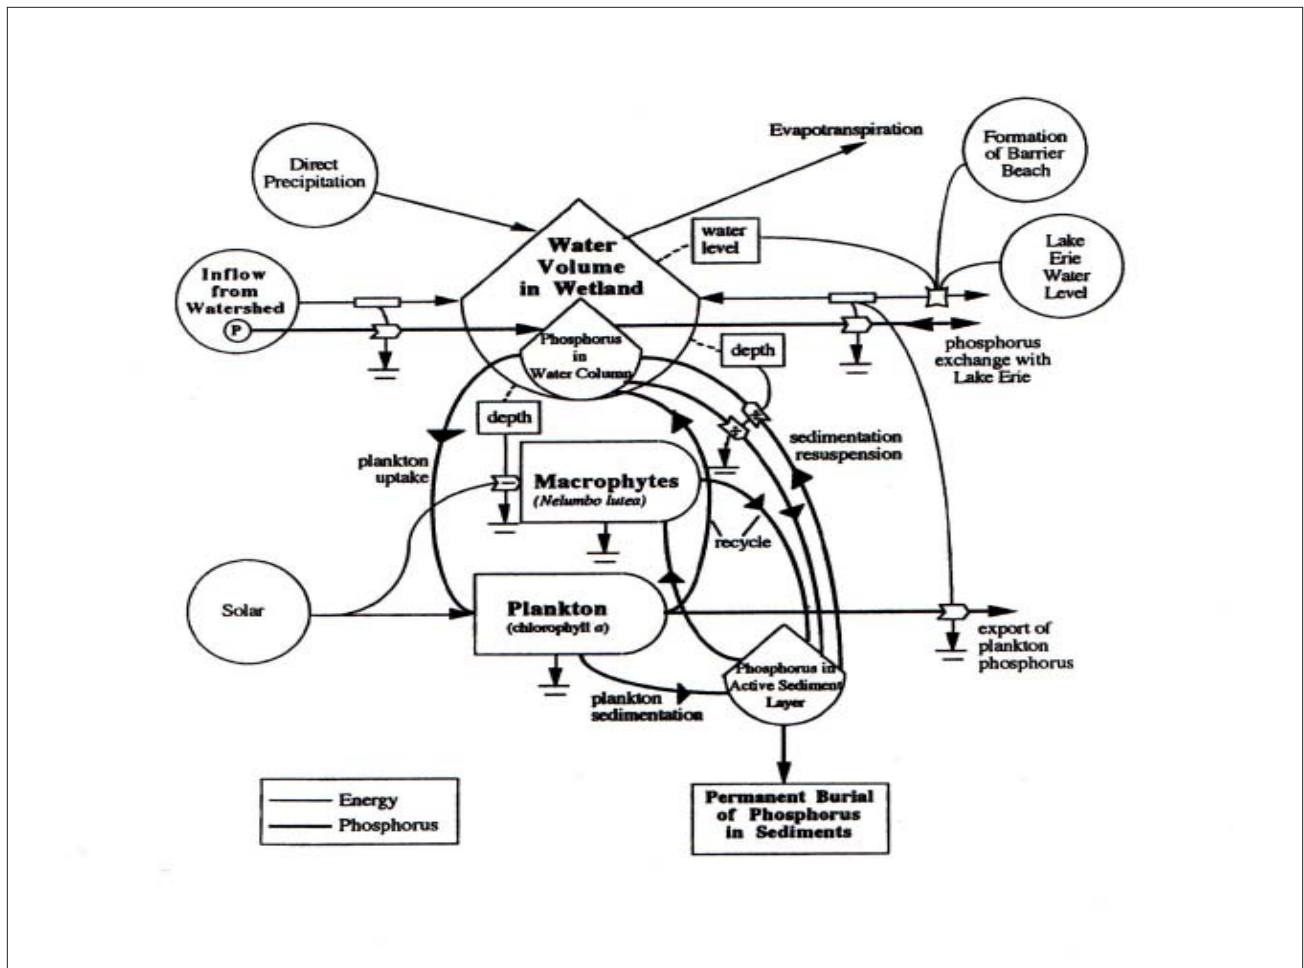 Direct
Precipitation
Evapotranspiration
Formation
of Barrier
Beach
Water
Volume
in Wetland
water
level
Lake
Erie
Water
Level
Inflow
from
Watershed
P
Phosphorus
in
Water Column
depth
phosphorus
exchange with
Lake Erie
depth
plankton
uptake
sedimentation
resuspension
Macrophytes
(Nelumbo lutea)
recycle
Solar
Plankton
(chlorophyll a)
export of
plankton
phosphorus
Phosphorus in
Active Sediment
Layer
plankton
sedimentation
Energy
Phosphorus
Permanent Burial
of Phosphorus
in Sediments